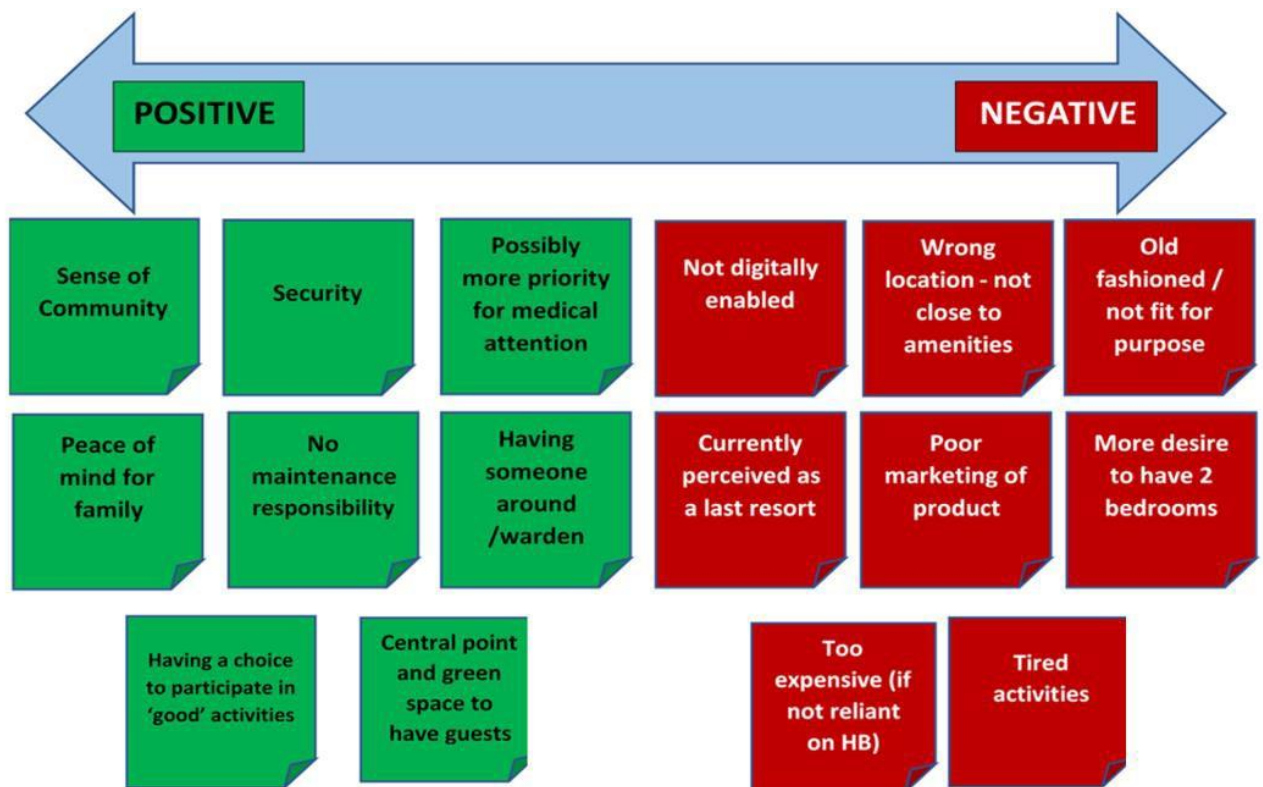 POSITIVE
NEGATIVE
Sense of
Community
Security
Possibly
more priority
for medical
attention
Not digitally
enabled
Wrong
location - not
close to
amenities
Old
fashioned /
not fit for
purpose
Peace of
mind for
family
No
maintenance
responsibility
Having
someone
around
/warden
Currently
perceived as
a last resort
Poor
marketing of
product
More desire
to have 2
bedrooms
Having a choice
to participate in
‘good’ activities
Central point
and green
space to
have guests
Too
expensive (if
not reliant
on HB)
Tired
activities